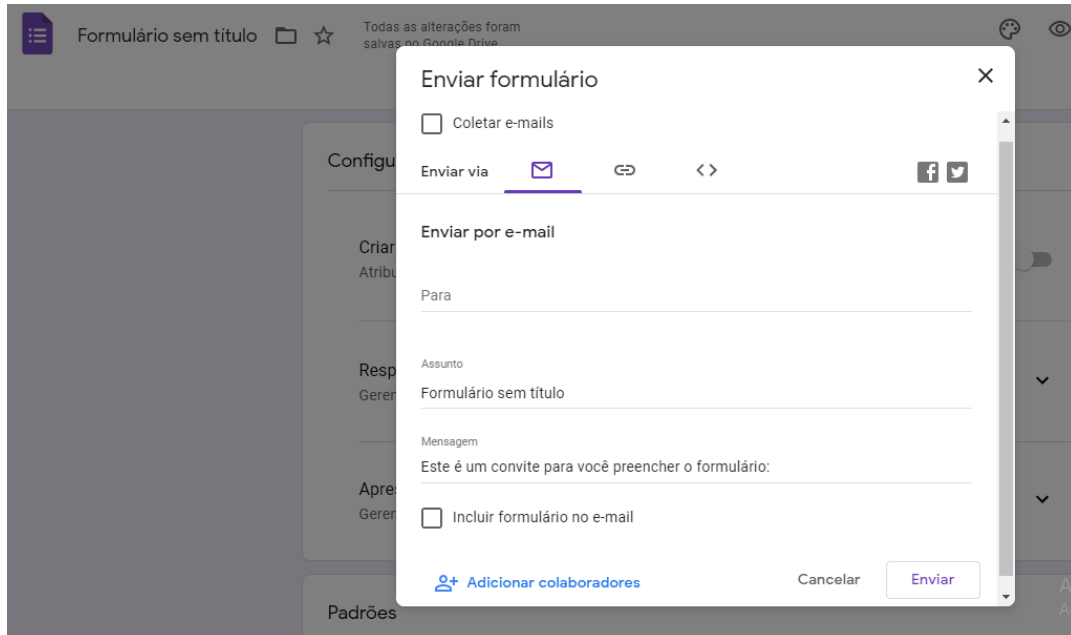 Formulário sem título
Todas as alterações foram
salvas no Google Drive
Enviar formulário
Coletar e-mails
Configu
Enviar via
Enviar por e-mail
Criar
Atribu
Para
Assunto
Resp
Formulário sem título
Geren
Mensagem
Este é um convite para você preencher o formulário:
Apres
Geren
Incluir formulário no e-mail
Adicionar colaboradores
Cancelar
Enviar
Padrões